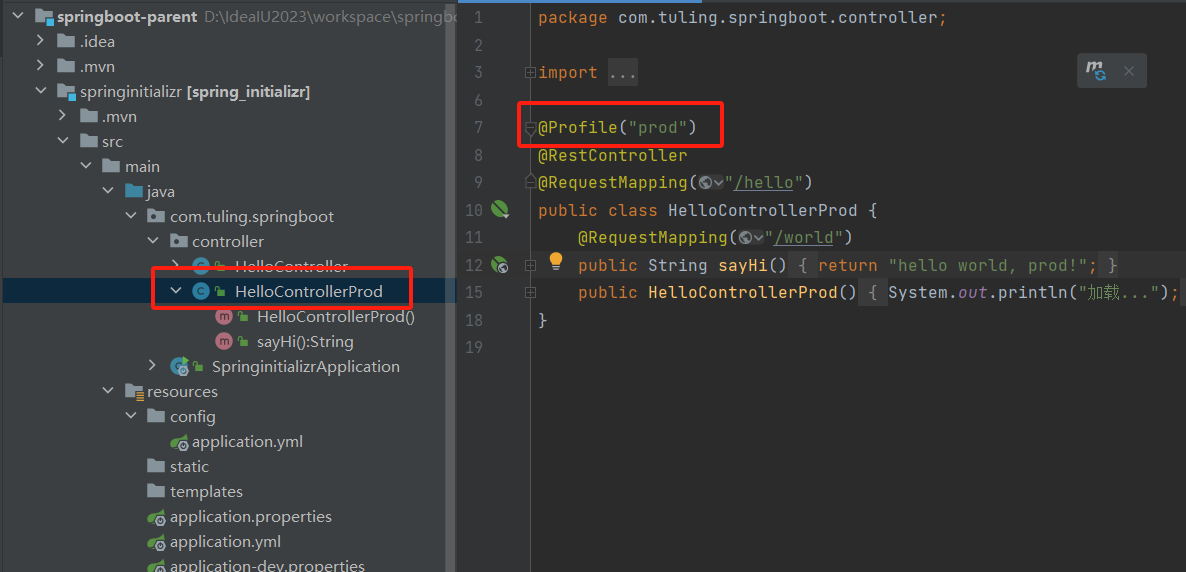 springboot-parent D:\IdeaIU2023\workspace\springbo
.idea
.mvn
springinitializr [spring_initializr]
.mvn
src
main
java
com.tuling.springboot
controller
HelloController
HelloControllerProd
HelloControllerProd()
sayHi():String
SpringinitializrApplication
resources
config
application.yml
static
templates
application.properties
application.yml
application-dev.properties
1 package com.tuling.springboot.controller;
2
3 import ...
6
7 @Profile("prod")
8 @RestController
9 @RequestMapping("/hello")
10 public class HelloControllerProd {
11 @RequestMapping("/world")
12 public String sayHi() { return "hello world, prod!"; }
15 public HelloControllerProd() { System.out.println("加载...");
18 }
19